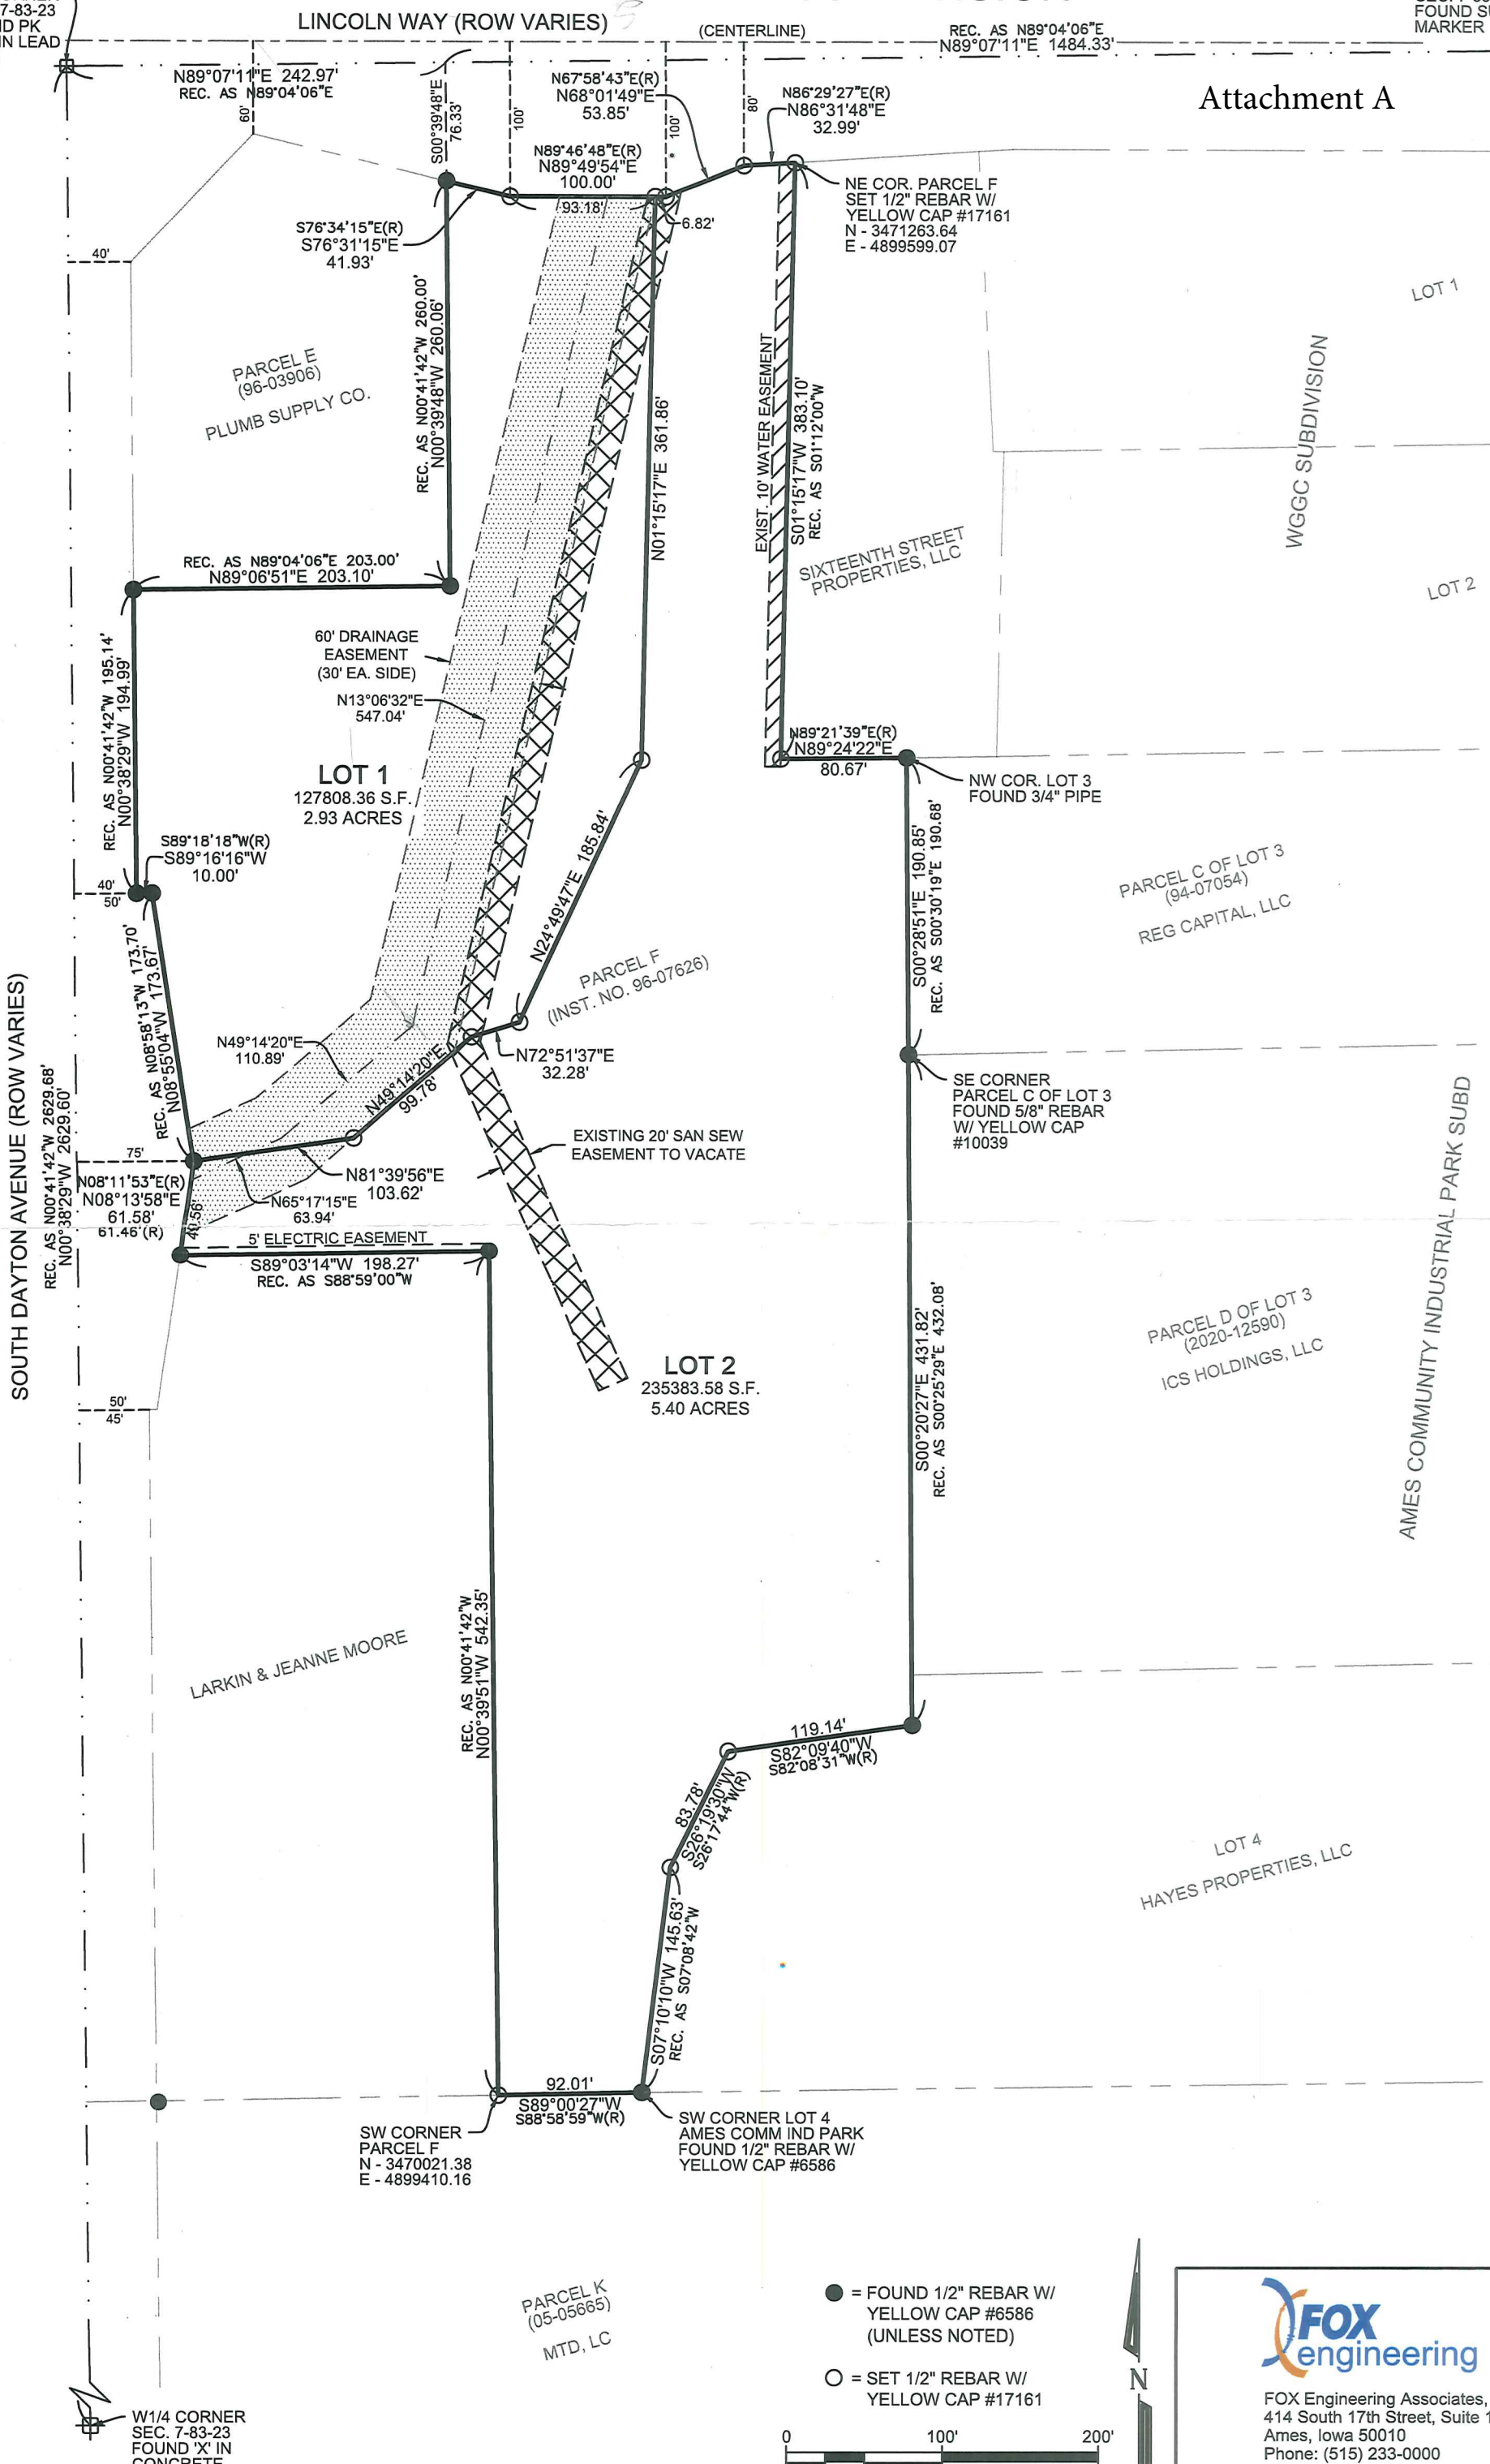 7-83-23
ND PK
IN LEAD
LINCOLN WAY (ROW VARIES)
(CENTERLINE)
REC. AS N89°04'06"E
N89°07'11"E 1484.33'
MARKER
Attachment A
N89°07'11"E 242.97'
REC. AS N89°04'06"E
60'
S00°39'48"E
76.33'
100'
100'
80'
N67°58'43"E(R)
N68°01'49"E
53.85'
N86°29'27"E(R)
N86°31'48"E
32.99'
N89°46'48"E(R)
N89°49'54"E
100.00'
93.18'
6.82'
NE COR. PARCEL F
SET 1/2" REBAR W/
YELLOW CAP #17161
N - 3471263.64
E - 4899599.07
S76°34'15"E(R)
S76°31'15"E
41.93'
40'
LOT 1
WGGC SUBDIVISION
LOT 2
PARCEL E
(96-03906)
PLUMB SUPPLY CO.
REC. AS N00°41'42"W 260.00'
N00°39'48"W 260.06'
N01°15'17"E 361.86'
EXIST. 10' WATER EASEMENT
S01°15'17"W 383.10'
REC. AS S01°12'00"W
SIXTEENTH STREET
PROPERTIES, LLC
REC. AS N89°04'06"E 203.00'
N89°06'51"E 203.10'
REC. AS N00°41'42"W 195.14'
N00°38'29"W 194.99'
60' DRAINAGE
EASEMENT
(30' EA. SIDE)
N13°06'32"E
547.04'
LOT 1
127808.36 S.F.
2.93 ACRES
N89°21'39"E(R)
N89°24'22"E
80.67'
NW COR. LOT 3
FOUND 3/4" PIPE
S89°18'18"W(R)
S89°16'16"W
10.00'
40'
50'
N24°49'47"E 185.84'
S00°28'51"E 190.85'
REC. AS S00°30'19"E 190.68'
PARCEL C OF LOT 3
(94-07054)
REG CAPITAL, LLC
REC. AS N08°58'13"W 173.70'
N08°55'04"W 173.67'
PARCEL F
(INST. NO. 96-07626)
SOUTH DAYTON AVENUE (ROW VARIES)
REC. AS N00°41'42"W 2629.68'
N00°38'29"W 2629.60'
N49°14'20"E
110.89'
N49°14'20"E
99.78'
N72°51'37"E
32.28'
SE CORNER
PARCEL C OF LOT 3
FOUND 5/8" REBAR
W/ YELLOW CAP
#10039
75'
EXISTING 20' SAN SEW
EASEMENT TO VACATE
N08°11'53"E(R)
N08°13'58"E
61.58'
61.46'(R)
40.56'
N81°39'56"E
103.62'
N65°17'15"E
63.94'
5' ELECTRIC EASEMENT
S89°03'14"W 198.27'
REC. AS S88°59'00"W
AMES COMMUNITY INDUSTRIAL PARK SUBD
PARCEL D OF LOT 3
(2020-12590)
ICS HOLDINGS, LLC
LOT 2
235383.58 S.F.
5.40 ACRES
S00°20'27"E 431.82'
REC. AS S00°25'29"E 432.08'
50'
45'
LARKIN & JEANNE MOORE
REC. AS N00°41'42"W
N00°39'51"W 542.35'
119.14'
S82°09'40"W
S82°08'31"W(R)
83.78'
S26°19'30"W
S26°17'44"W(R)
LOT 4
HAYES PROPERTIES, LLC
S07°10'10"W 145.63'
REC. AS S07°08'42"W
92.01'
S89°00'27"W
S88°58'59"W(R)
SW CORNER
PARCEL F
N - 3470021.38
E - 4899410.16
SW CORNER LOT 4
AMES COMM IND PARK
FOUND 1/2" REBAR W/
YELLOW CAP #6586
PARCEL K
(05-05665)
MTD, LC
= FOUND 1/2" REBAR W/
YELLOW CAP #6586
(UNLESS NOTED)
= SET 1/2" REBAR W/
YELLOW CAP #17161
N
0 100' 200'
W1/4 CORNER
SEC. 7-83-23
FOUND 'X' IN
CONCRETE
FOX
engineering
FOX Engineering Associates,
414 South 17th Street, Suite 1
Ames, Iowa 50010
Phone: (515) 233-0000